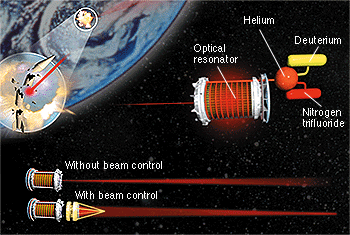 Helium
Deuterium
Optical
resonator
Nitrogen
trifluoride
Without beam control
With beam control